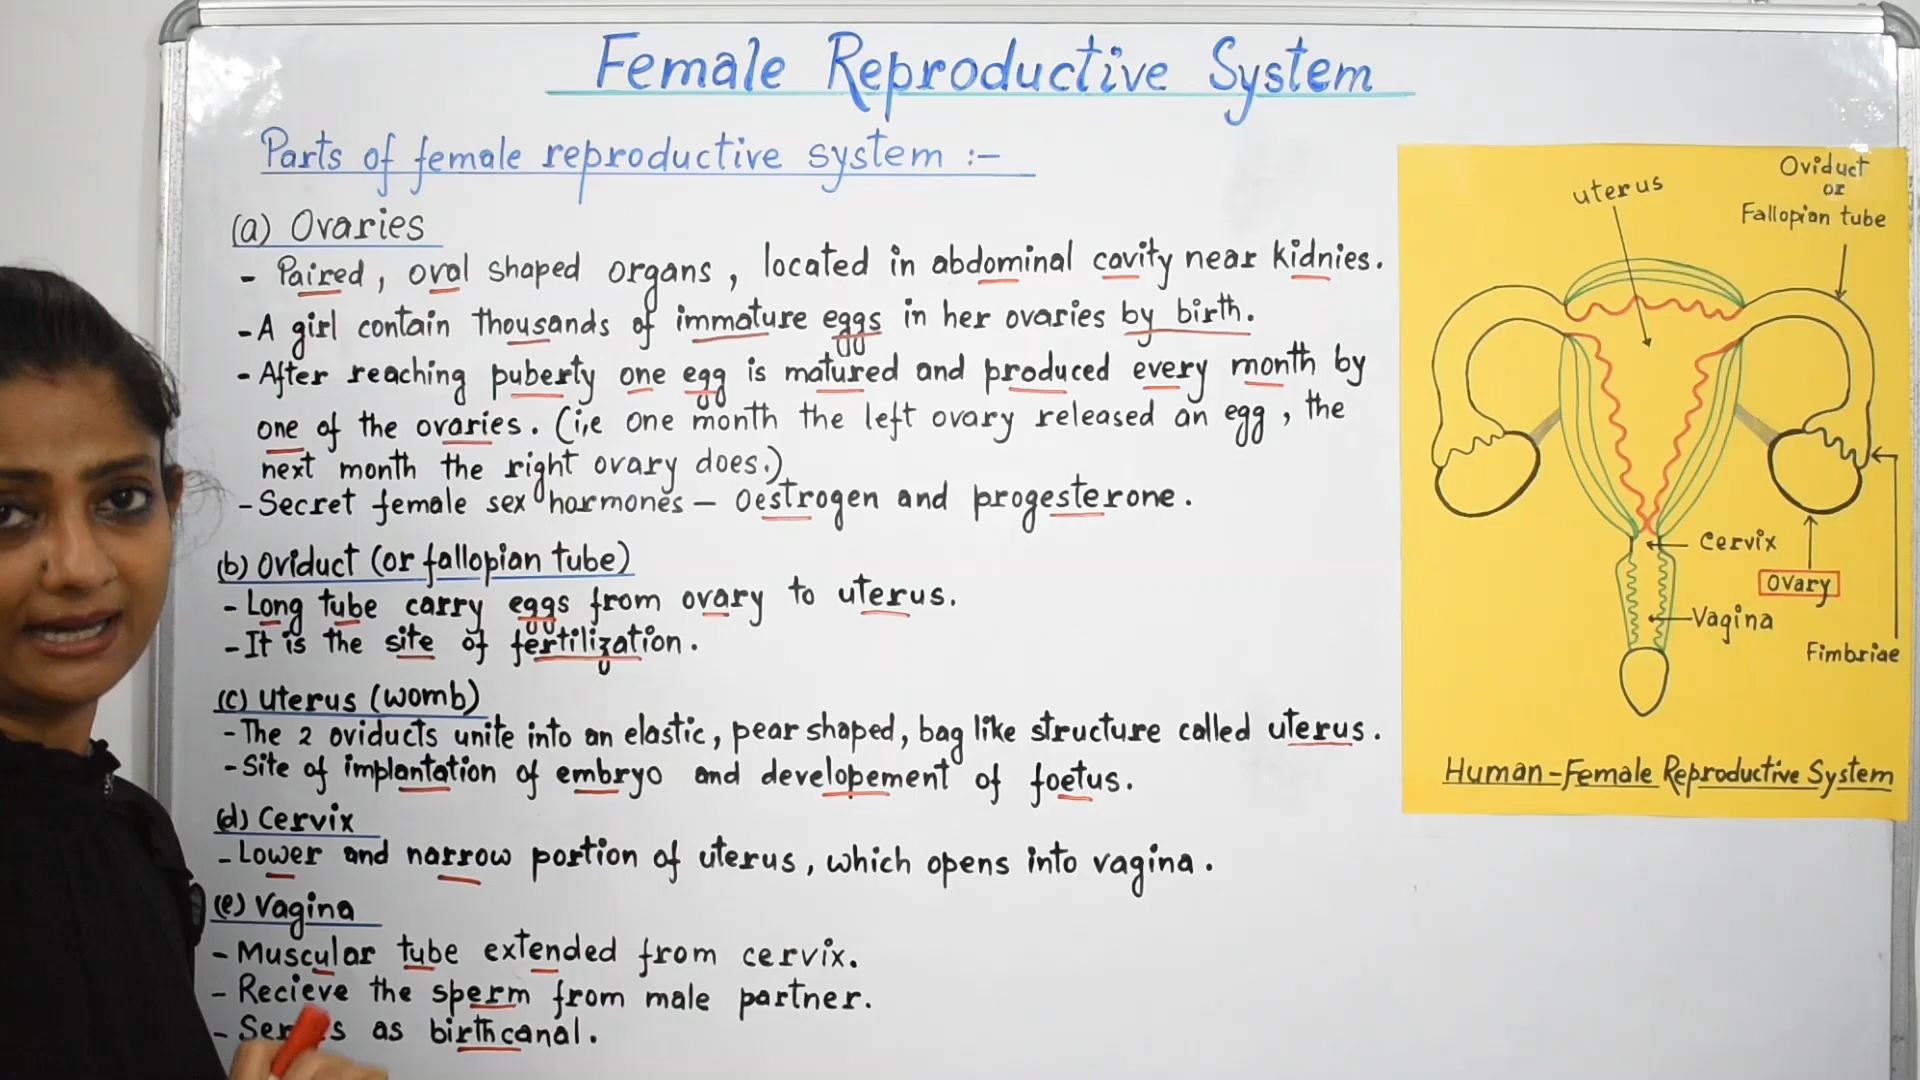 Female Reproductive System
Parts of female reproductive system :-
(a) Ovaries
- Paired, oval shaped organs, located in abdominal cavity near kidnies.
- A girl contain thousands of immature eggs in her ovaries by birth.
- After reaching puberty one egg is matured and produced every month by
one of the ovaries. (i,e one month the left ovary released an egg, the
next month the right ovary does.)
- Secret female sex hormones - Oestrogen and progesterone.
(b) Oviduct (or fallopian tube)
- Long tube carry eggs from ovary to uterus.
- It is the site of fertilization.
(c) Uterus (womb)
- The 2 oviducts unite into an elastic, pear shaped, bag like structure called uterus.
- Site of implantation of embryo and developement of foetus.
(d) Cervix
- Lower and narrow portion of uterus, which opens into vagina.
(e) Vagina
- Muscular tube extended from cervix.
- Recieve the sperm from male partner.
- as birth canal.
uterus
Oviduct
or
Fallopian tube
Cervix
Ovary
Vagina
Fimbriae
Human-Female Reproductive System